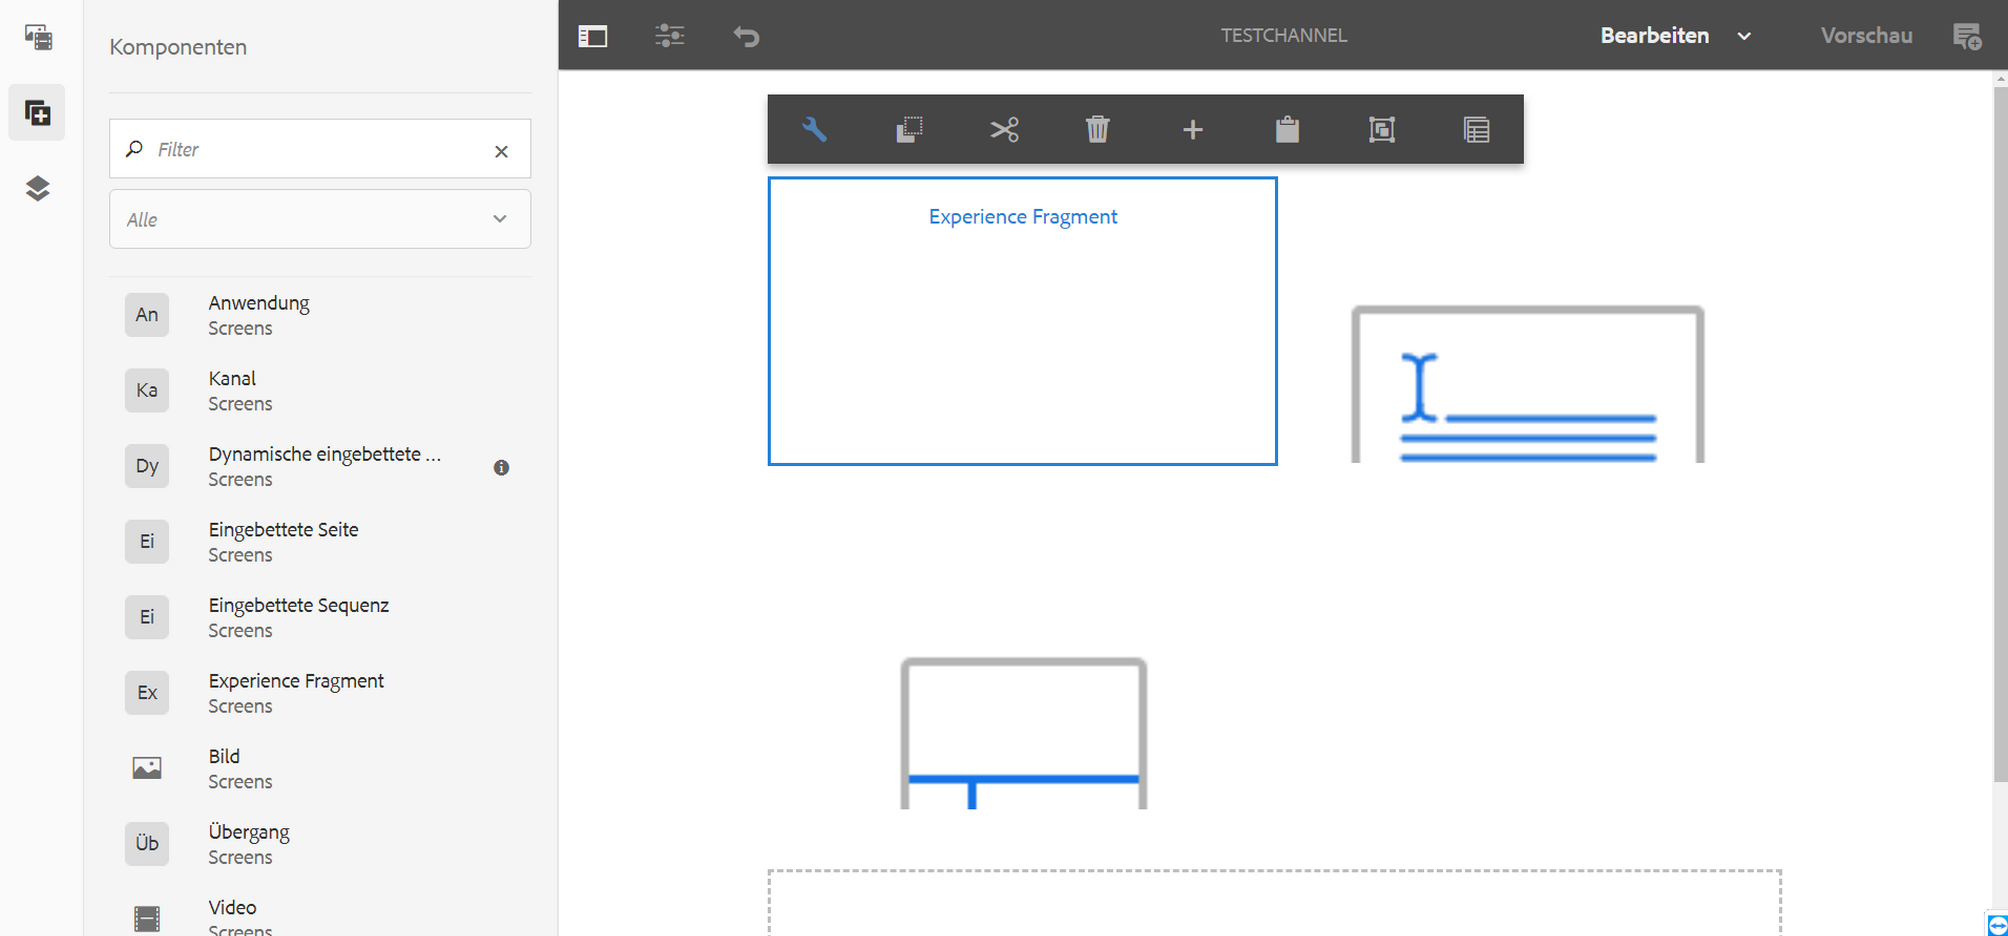 Komponenten
TESTCHANNEL
Bearbeiten
Vorschau
Filter
Alle
Experience Fragment
An
Anwendung
Screens
Ka
Kanal
Screens
Dy
Dynamische eingebettete ...
Screens
Ei
Eingebettete Seite
Screens
Ei
Eingebettete Sequenz
Screens
Ex
Experience Fragment
Screens
Bild
Screens
Üb
Übergang
Screens
Video
Screens